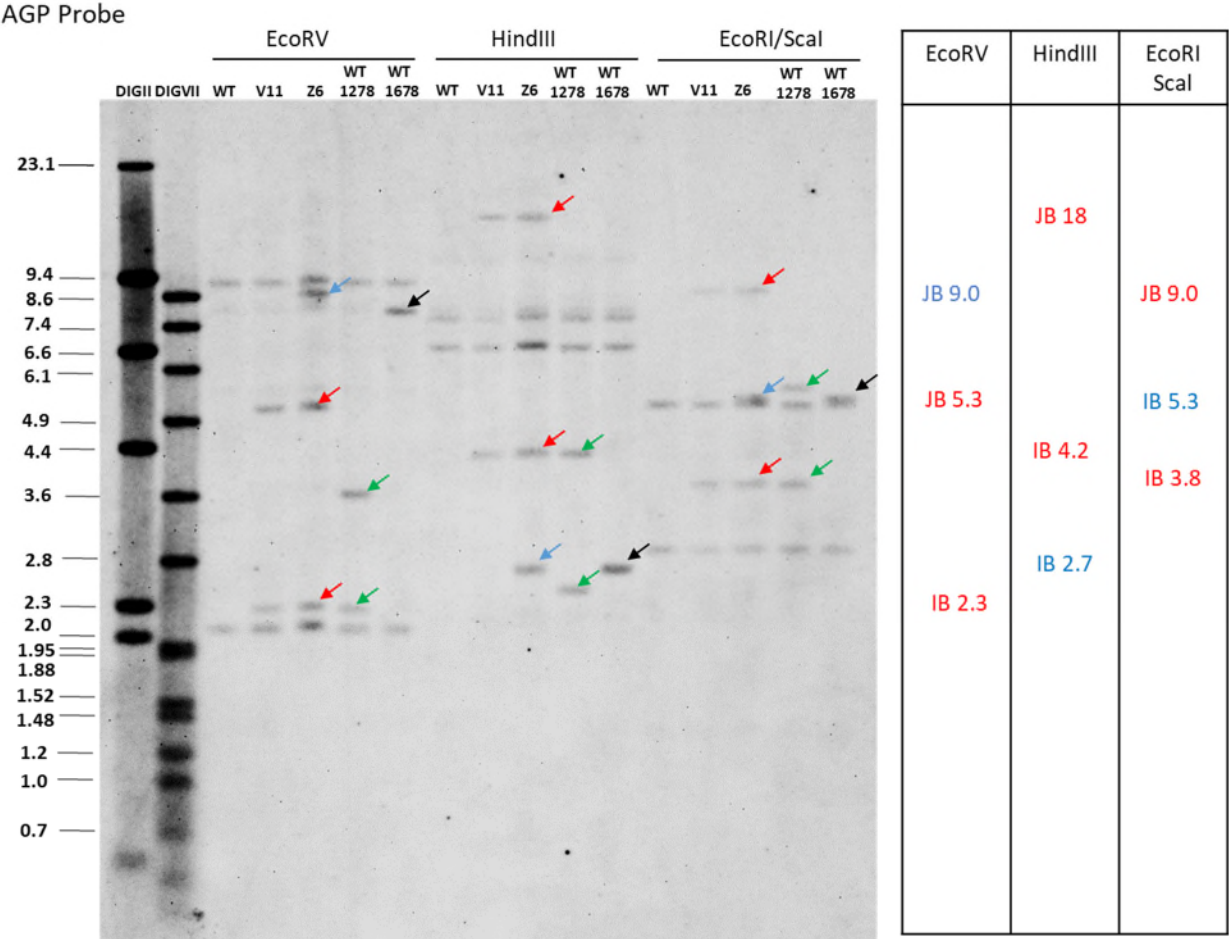 AGP Probe
EcoRV HindIII EcoRI/ScaI
DIGII DIGVII WT V11 Z6 WT 1278 WT 1678 WT V11 Z6 WT 1278 WT 1678 WT V11 Z6 WT 1278 WT 1678
23.1
9.4
8.6
7.4
6.6
6.1
4.9
4.4
3.6
2.8
2.3
2.0
1.95
1.88
1.52
1.48
1.2
1.0
0.7
EcoRV HindIII EcoRI
ScaI
JB 18
JB 9.0 JB 9.0
JB 5.3 IB 5.3
IB 4.2
IB 3.8
IB 2.7
IB 2.3